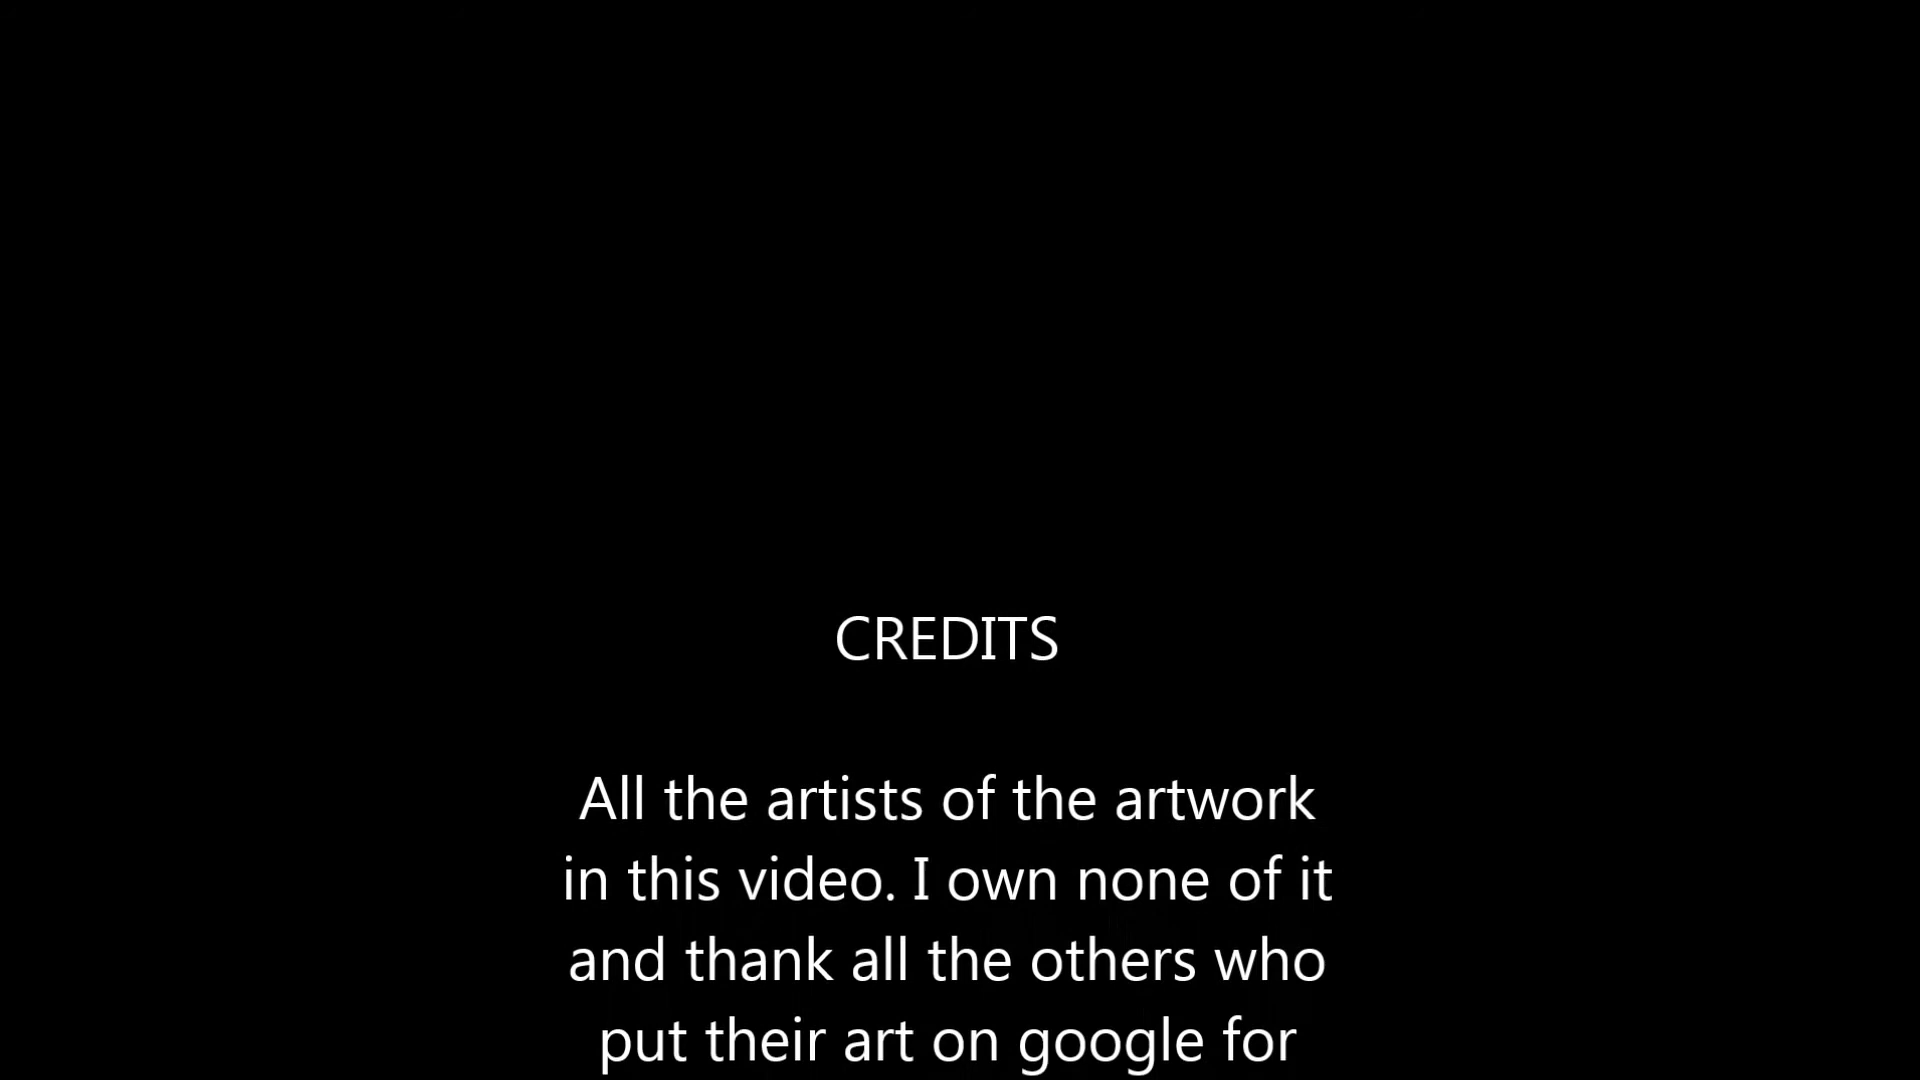 CREDITS
All the artists of the artwork
in this video. I own none of it
and thank all the others who
put their art on google for